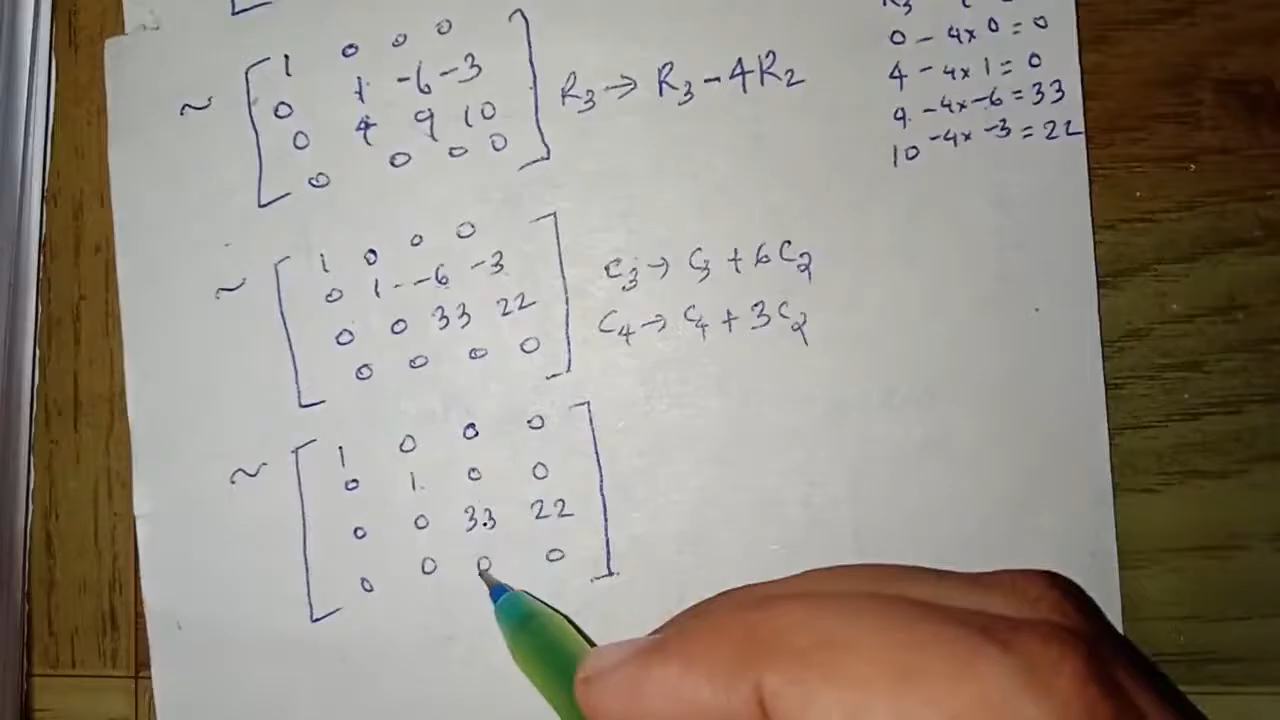 0 - 4x0 = 0
4 - 4x1 = 0
9 - 4x-6 = 33
10 - 4x-3 = 22
~ [ 1 0 0 0
0 1 -6 -3
0 4 9 10
0 0 0 0 ] R3 → R3 - 4R2
~ [ 1 0 0 0
0 1 -6 -3
0 0 33 22
0 0 0 0 ]
C3 → C3 + 6C2
C4 → C4 + 3C2
~ [ 1 0 0 0
0 1 0 0
0 0 33 22
0 0 0 0 ]